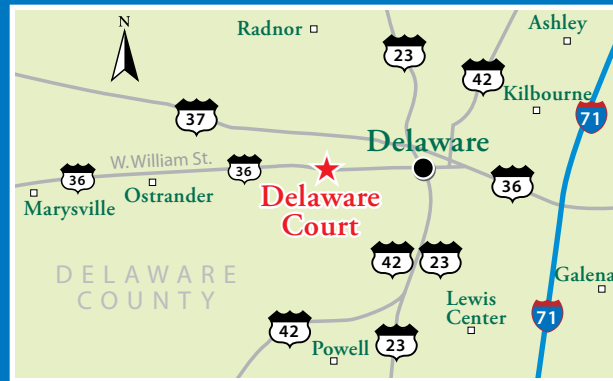 N
Radnor
Ashley
23
42
Kilbourne
37
71
Delaware
W. William St.
36
36
36
Marysville
Ostrander
Delaware
Court
42
23
DELAWARE
COUNTY
Galena
Lewis
Center
71
42
23
Powell